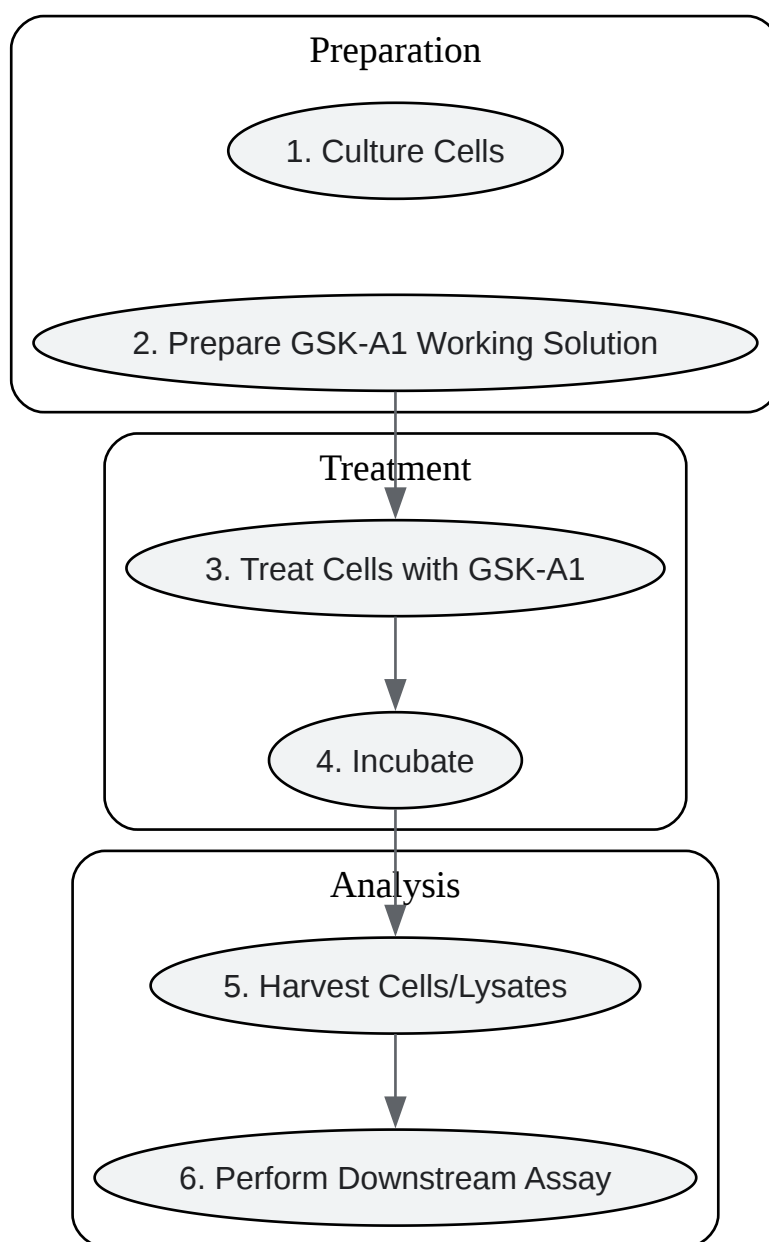 Preparation
1. Culture Cells
2. Prepare GSK-A1 Working Solution
Treatment
3. Treat Cells with GSK-A1
4. Incubate
Analysis
5. Harvest Cells/Lysates
6. Perform Downstream Assay